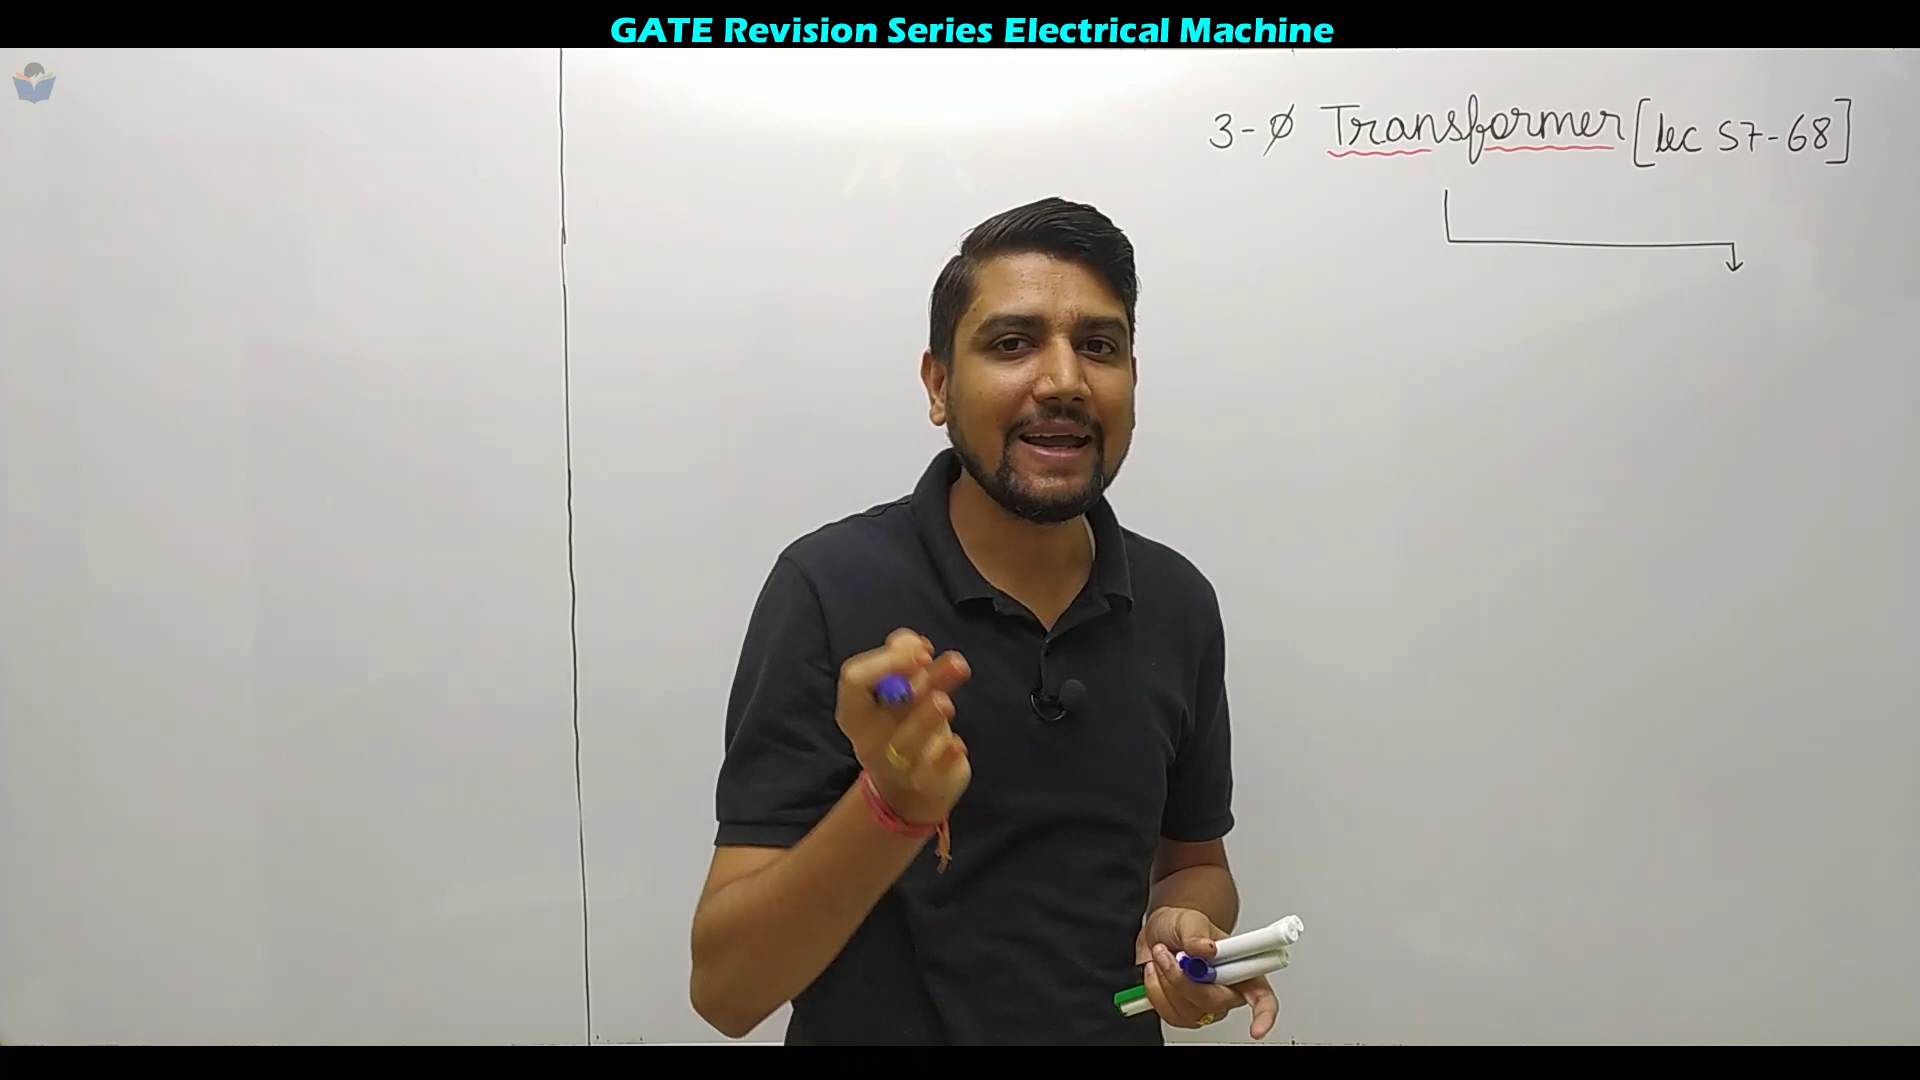 GATE Revision Series Electrical Machine
3-ϕ Transformer [lec 57-68]